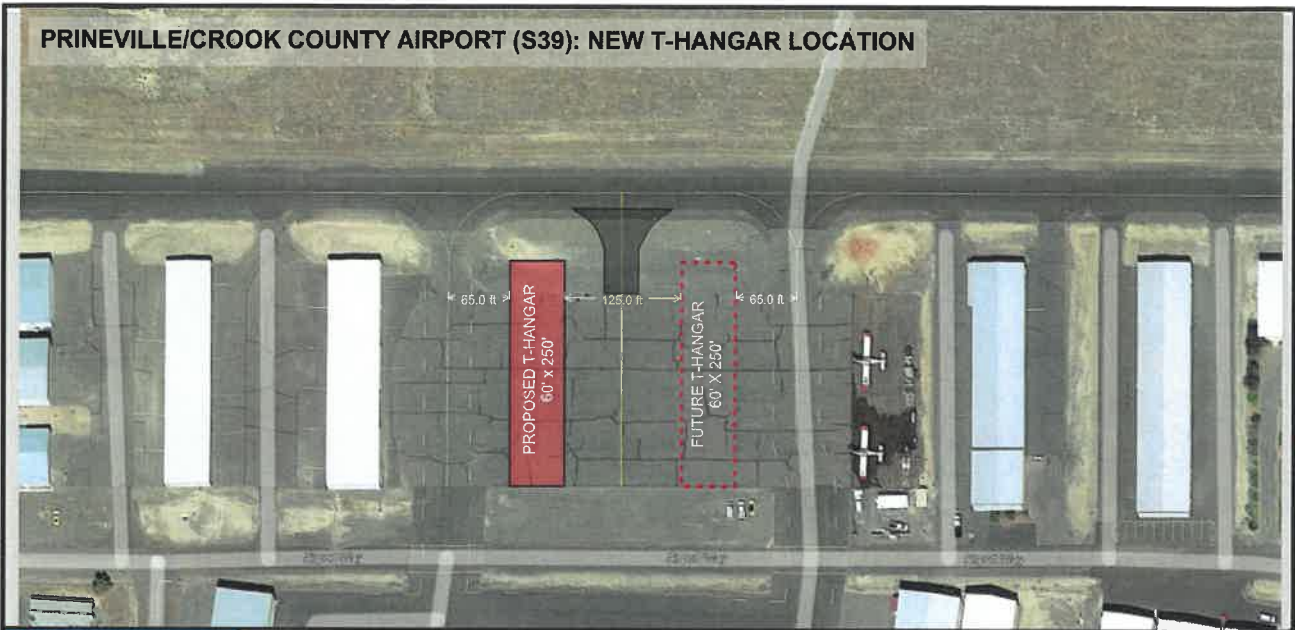 PRINEVILLE/CROOK COUNTY AIRPORT (S39): NEW T-HANGAR LOCATION
65.0 ft
125.0 ft
65.0 ft
PROPOSED T-HANGAR
60' X 250'
FUTURE T-HANGAR
60' X 250'